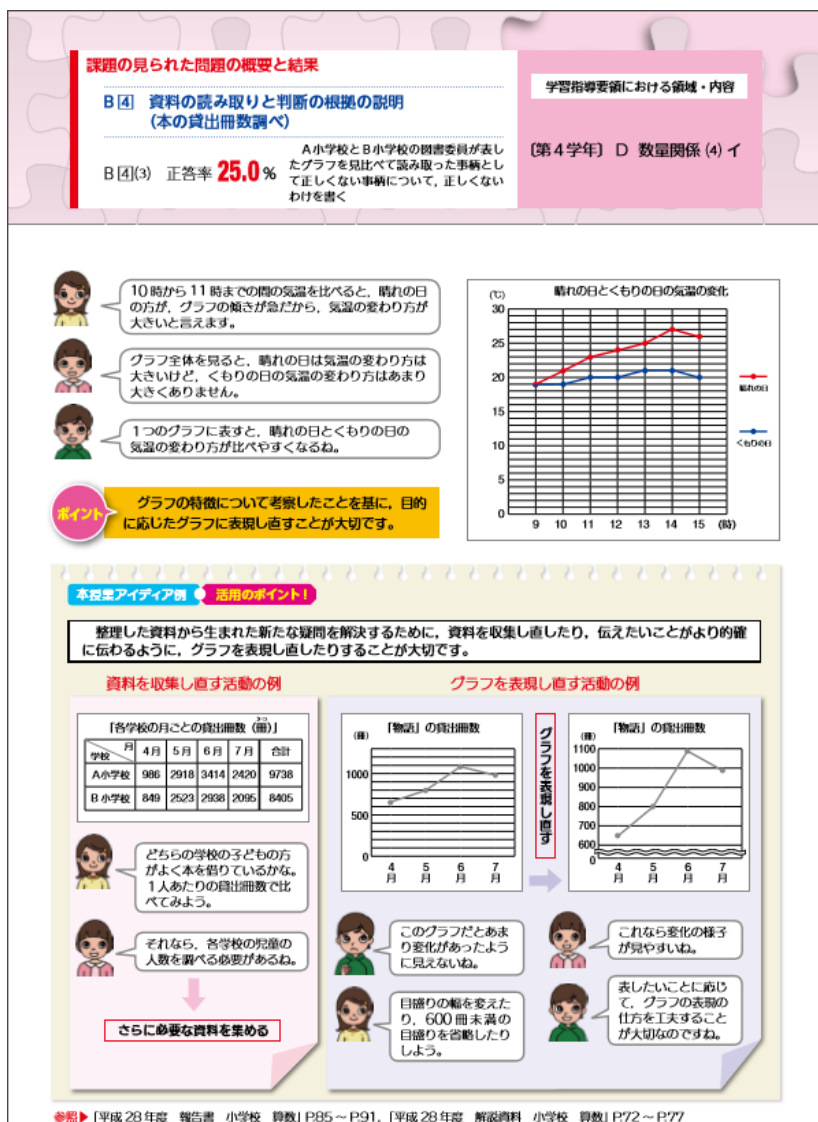 課題の見られた問題の概要と結果
B④ 資料の読み取りと判断の根拠の説明
(本の貸出冊数調べ)
B④(3) 正答率 25.0 %
A小学校とB小学校の図書委員が表し
たグラフを見比べて読み取った事柄とし
て正しくない事柄について，正しくない
わけを書く
学習指導要領における領域・内容
〔第4学年〕 D 数量関係(4)イ
10時から11時までの間の気温を比べると，晴れの日
の方が，グラフの傾きが急だから，気温の変わり方が
大きいと言えます。
グラフ全体を見ると，晴れの日は気温の変わり方は
大きいけど，くもりの日の気温の変わり方はあまり
大きくありません。
1つのグラフに表すと，晴れの日とくもりの日の
気温の変わり方が比べやすくなるね。
ポイント
グラフの特徴について考察したことを基に，目的
に応じたグラフに表現し直すことが大切です。
晴れの日とくもりの日の気温の変化
(℃)
30
25
20
15
10
5
0
9 10 11 12 13 14 15 (時)
晴れの日
くもりの日
本授業アイディア例 活用のポイント！
整理した資料から生まれた新たな疑問を解決するために，資料を収集し直したり，伝えたいことがより的確
に伝わるように，グラフを表現し直したりすることが大切です。
資料を収集し直す活動の例
「各学校の月ごとの貸出冊数（冊）」
学校 月 4月 5月 6月 7月 合計
A小学校 986 2918 3414 2420 9738
B小学校 849 2523 2938 2095 8405
どちらの学校の子どもの方
がよく本を借りているかな。
1人あたりの貸出冊数で比
べてみよう。
それなら，各学校の児童の
人数を調べる必要があるね。
さらに必要な資料を集める
グラフを表現し直す活動の例
「物語」の貸出冊数
(冊)
1000
500
0
4月 5月 6月 7月
グラフを表現し直す
「物語」の貸出冊数
(冊)
1100
1000
900
800
700
600
0
4月 5月 6月 7月
このグラフだとあま
り変化があったよう
に見えないね。
目盛りの幅を変えた
り，600冊未満の
目盛りを省略したり
しよう。
これなら変化の様子
が見やすいね。
表したいことに応じ
て，グラフの表現の
仕方を工夫すること
が大切なのですね。
参照▶「平成28年度 報告書 小学校 算数」P.85～P.91，「平成28年度 解説資料 小学校 算数」P.72～P.77